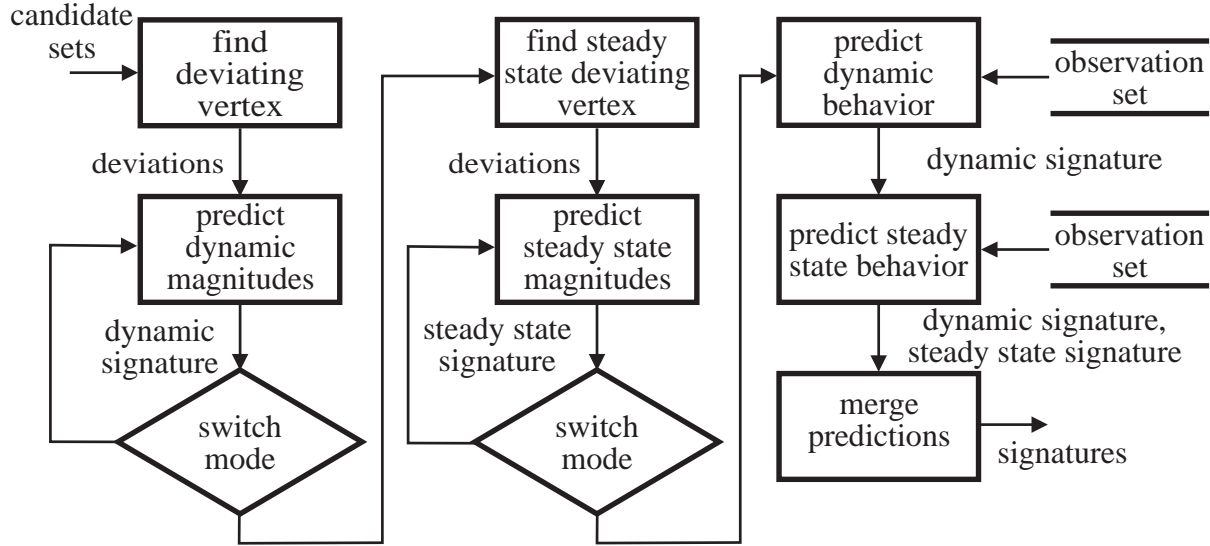 candidate
sets
find
deviating
vertex
deviations
predict
dynamic
magnitudes
dynamic
signature
switch
mode
find steady
state deviating
vertex
deviations
predict
steady state
magnitudes
steady state
signature
switch
mode
predict
dynamic
behavior
observation
set
dynamic signature
predict steady
state behavior
observation
set
dynamic signature,
steady state signature
merge
predictions
signatures